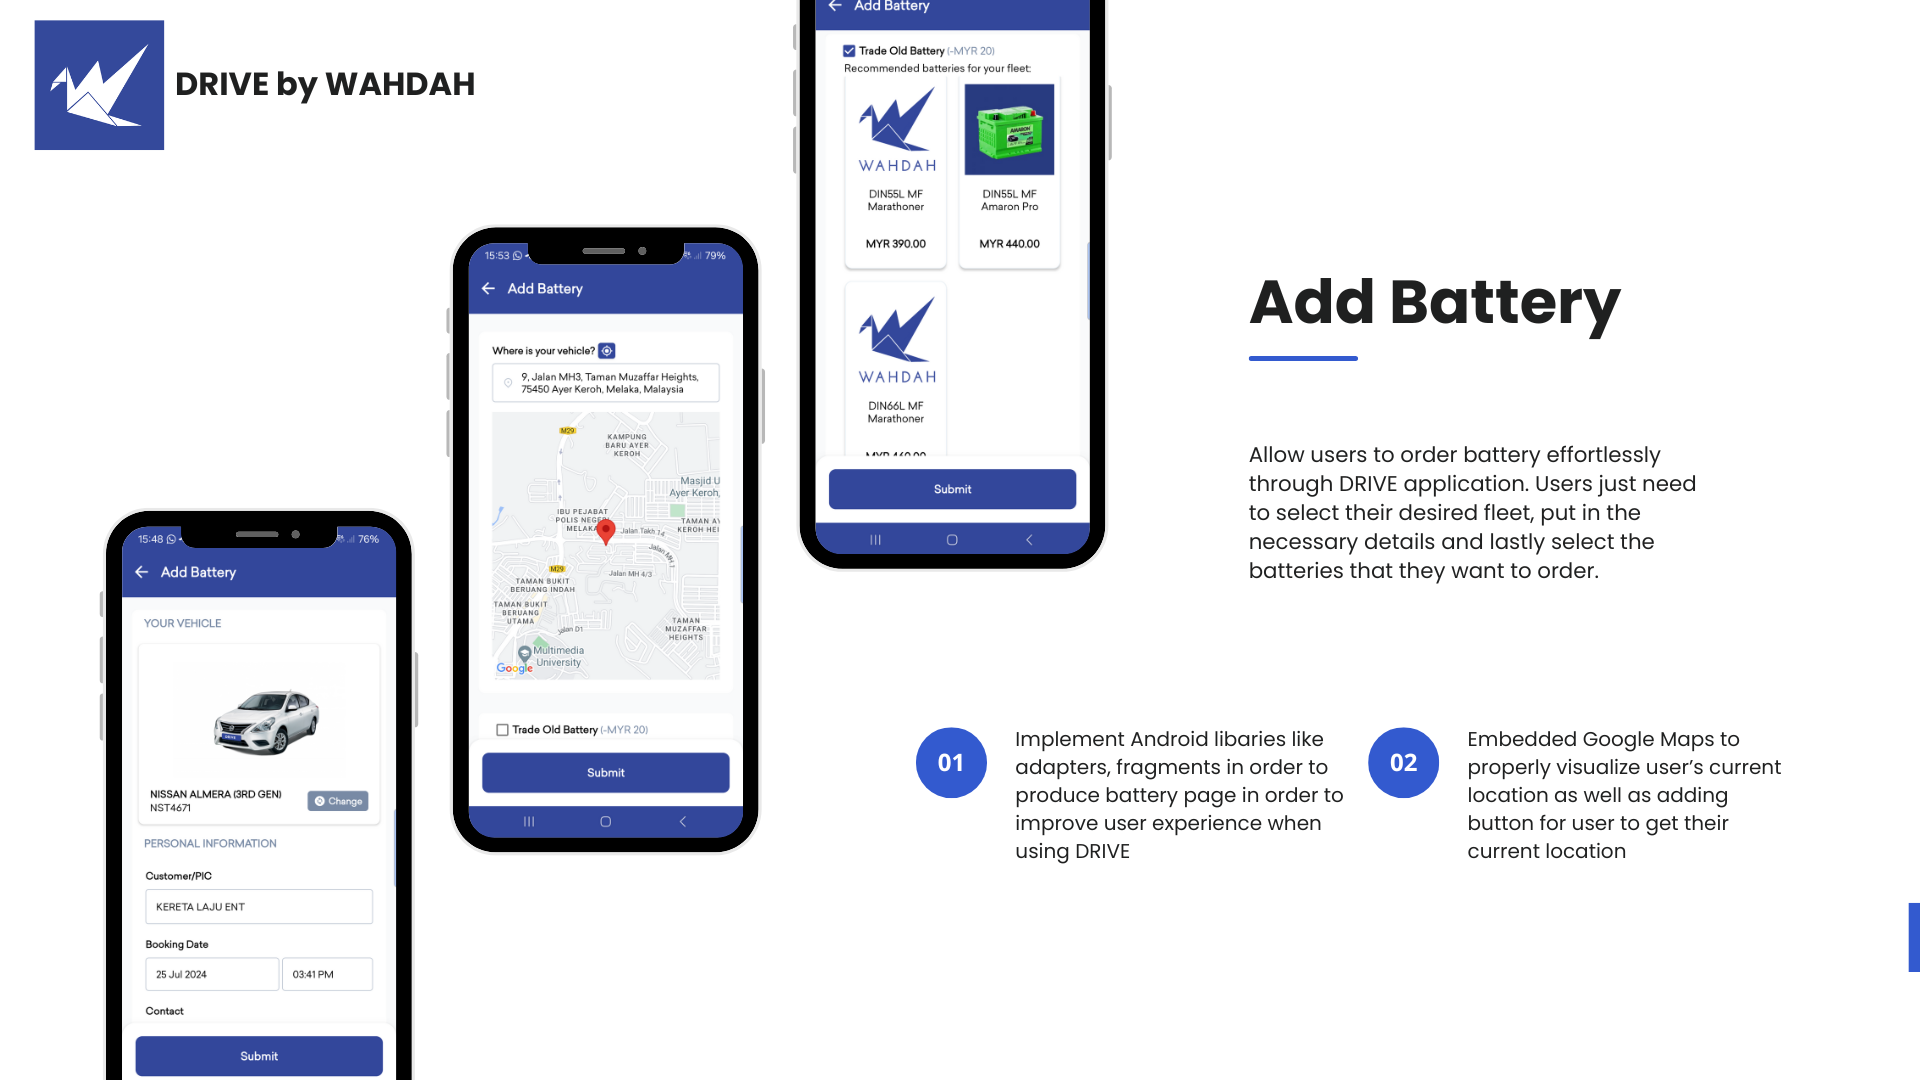 DRIVE by WAHDAH
Add Battery
Trade Old Battery (-MYR 20)
Recommended batteries for your fleet:
WAHDAH
DIN55L MF
Marathoner
MYR 390.00
AMARON
DIN55L MF
Amaron Pro
MYR 440.00
WAHDAH
DIN66L MF
Marathoner
MYR 460.00
Submit
15:53
79%
Add Battery
Where is your vehicle?
9, Jalan MH3, Taman Muzaffar Heights,
75450 Ayer Keroh, Melaka, Malaysia
M29
KAMPUNG
BARU AYER
KEROH
Masjid U
Ayer Keroh,
IBU PEJABAT
POLIS NEGERI
MELAKA
Jalan Takh 14
TAMAN AY
KEROH HEI
Jalan MH 1
M29
Jalan MH 4/3
TAMAN BUKIT
BERUANG INDAH
TAMAN BUKIT
BERUANG
UTAMA
Jalan D1
TAMAN
MUZAFFAR
HEIGHTS
Multimedia
University
Google
Trade Old Battery (-MYR 20)
Submit
15:48
76%
Add Battery
YOUR VEHICLE
NISSAN ALMERA (3RD GEN)
NST4671
Change
PERSONAL INFORMATION
Customer/PIC
KERETA LAJU ENT
Booking Date
25 Jul 2024
03:41 PM
Contact
Submit
Add Battery
Allow users to order battery effortlessly
through DRIVE application. Users just need
to select their desired fleet, put in the
necessary details and lastly select the
batteries that they want to order.
01
Implement Android libaries like
adapters, fragments in order to
produce battery page in order to
improve user experience when
using DRIVE
02
Embedded Google Maps to
properly visualize user's current
location as well as adding
button for user to get their
current location